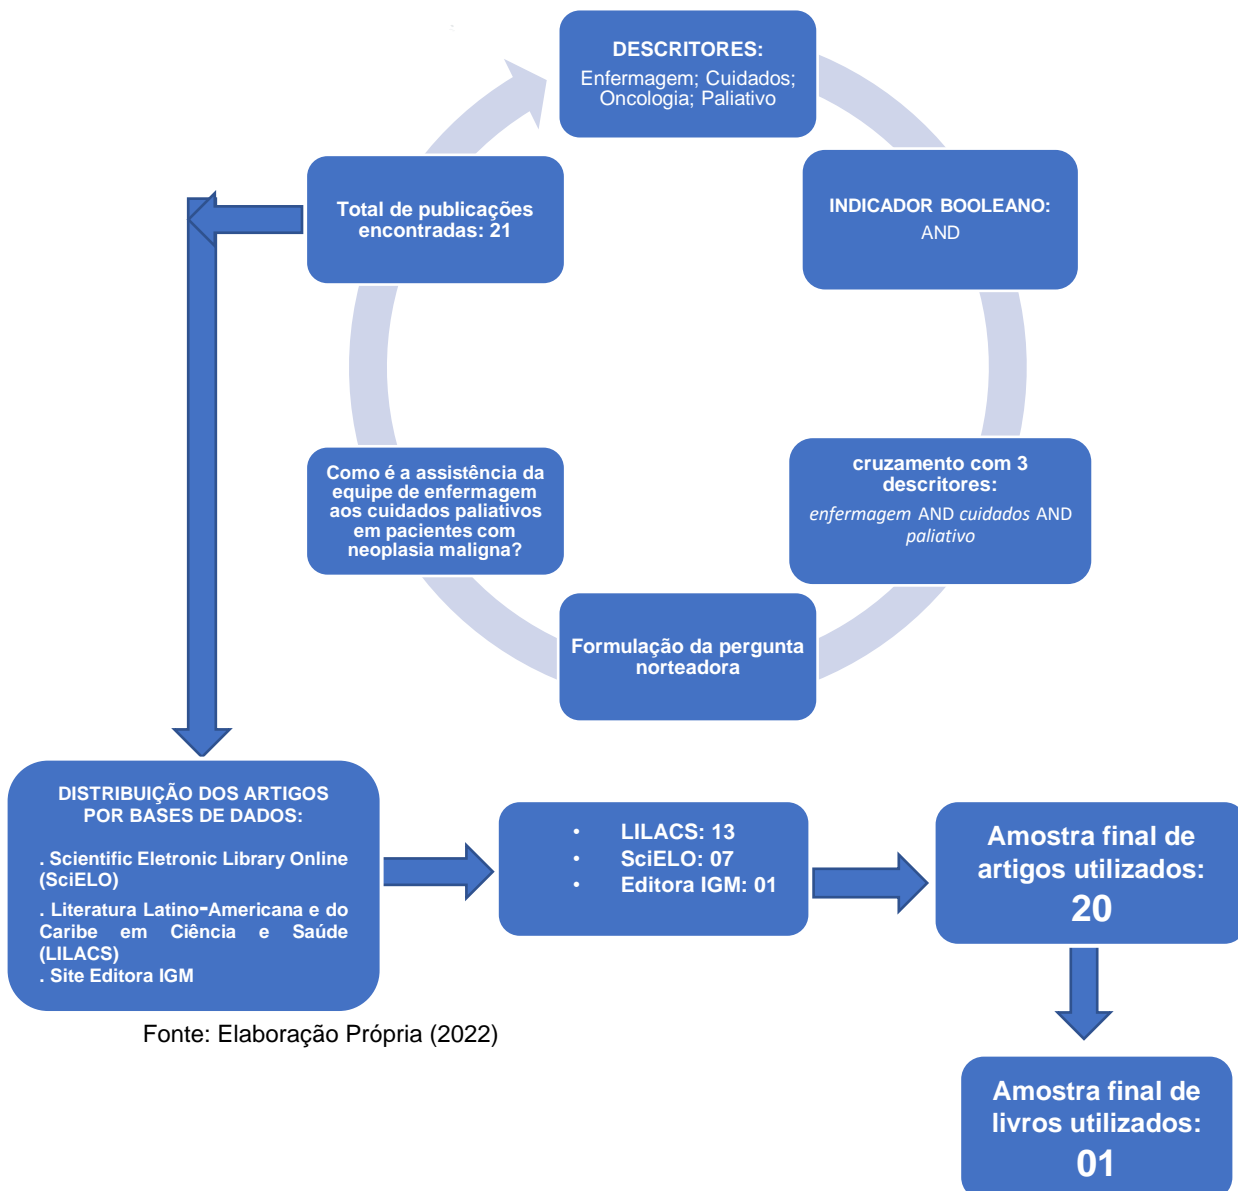 DESCRITORES:
Enfermagem; Cuidados;
Oncologia; Paliativo
INDICADOR BOOLEANO:
AND
cruzamento com 3
descritores:
enfermagem AND cuidados AND
paliativo
Formulação da pergunta
norteadora
Como é a assistência da
equipe de enfermagem
aos cuidados paliativos
em pacientes com
neoplasia maligna?
Total de publicações
encontradas: 21
DISTRIBUIÇÃO DOS ARTIGOS
POR BASES DE DADOS:
. Scientific Eletronic Library Online
(SciELO)
. Literatura Latino-Americana e do
Caribe em Ciência e Saúde
(LILACS)
. Site Editora IGM
• LILACS: 13
• SciELO: 07
• Editora IGM: 01
Amostra final de
artigos utilizados:
20
Amostra final de
livros utilizados:
01
Fonte: Elaboração Própria (2022)